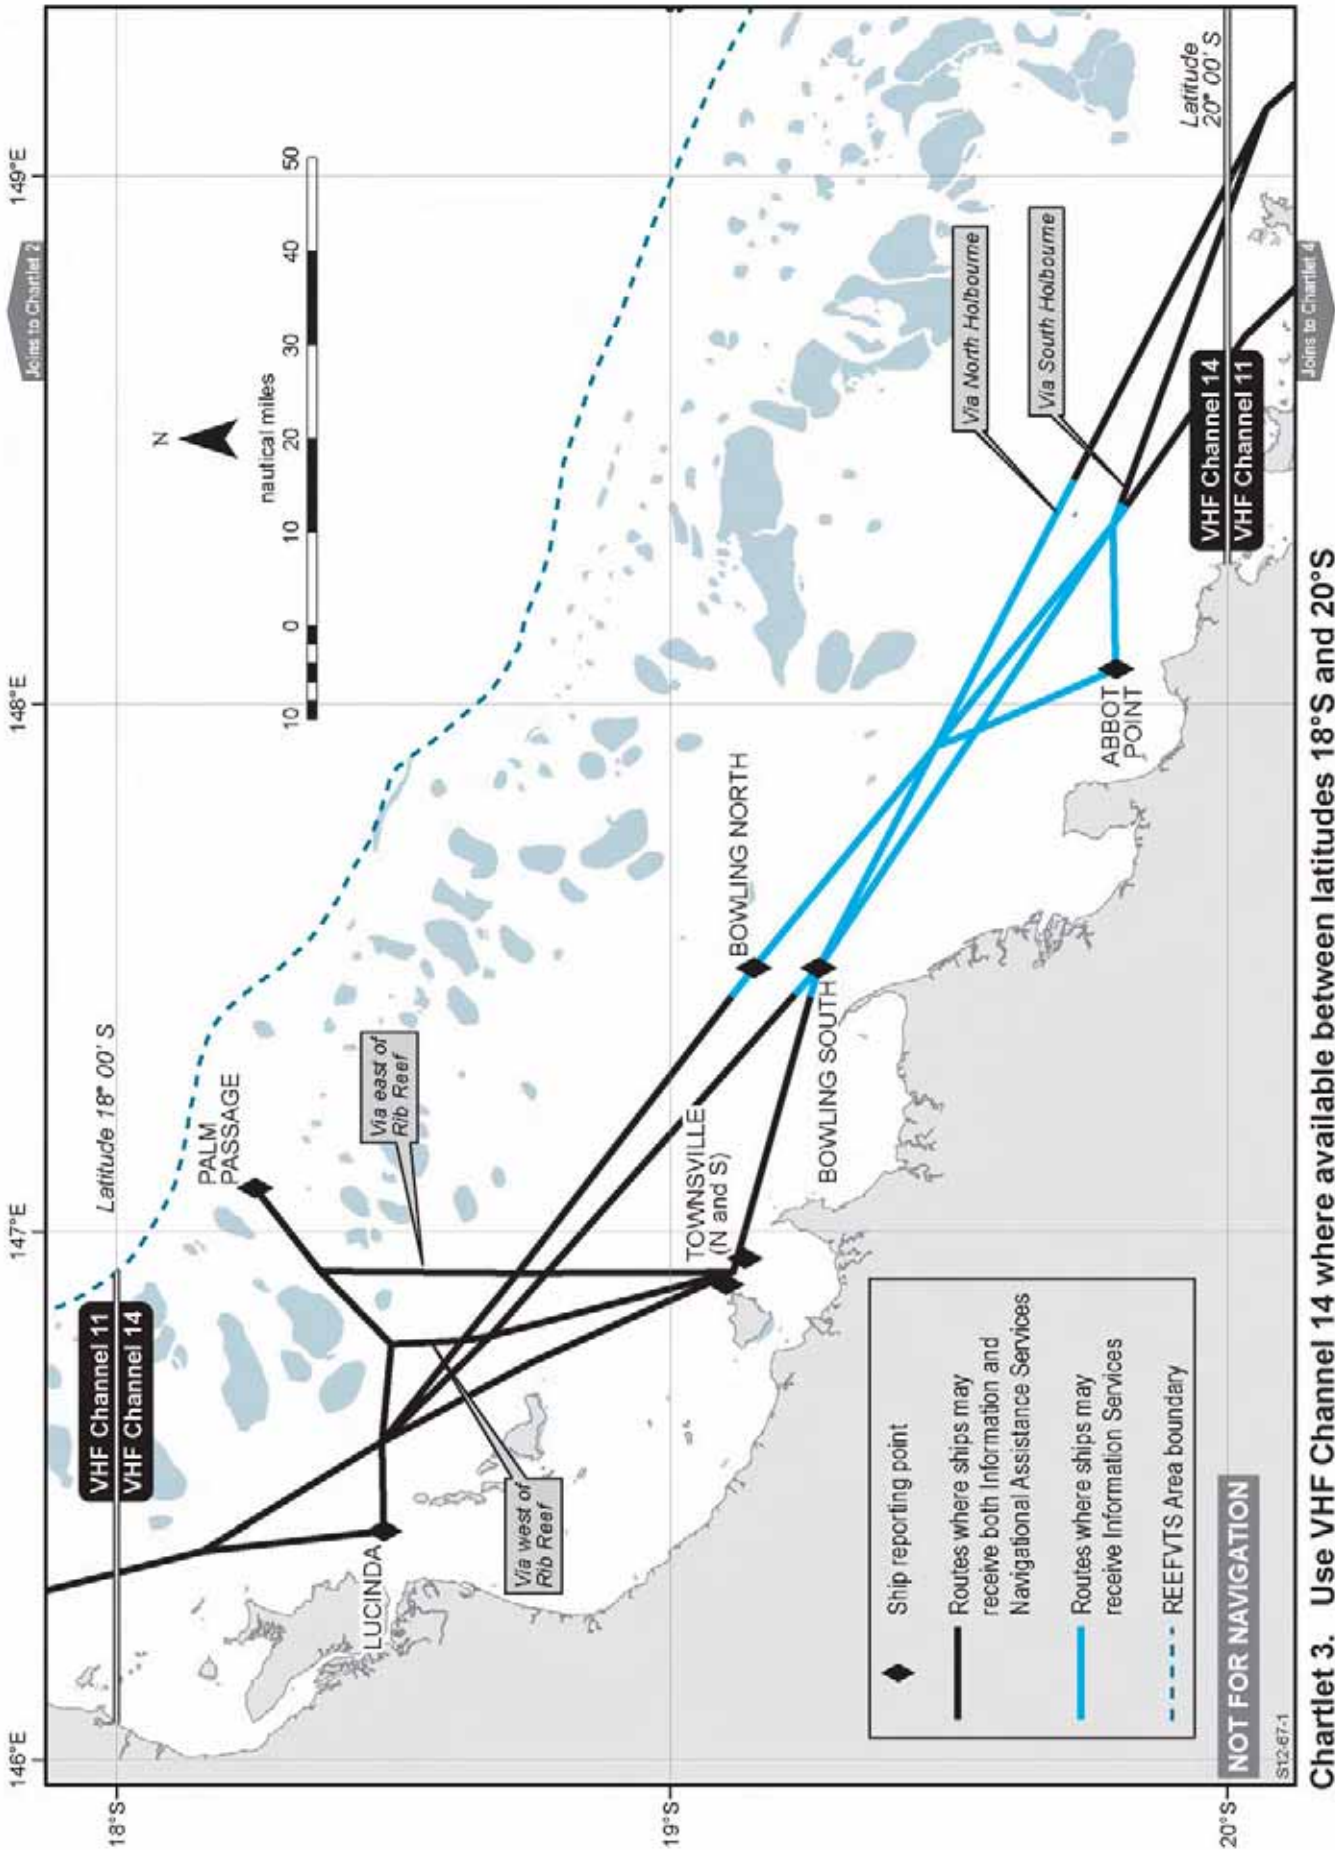 Joins to Chartlet 2
146°E
147°E
148°E
149°E
18°S
19°S
20°S
VHF Channel 11
VHF Channel 14
Latitude 18° 00' S
N
nautical miles
10
0
10
20
30
40
50
PALM
PASSAGE
Via east of
Rib Reef
LUCINDA
Via west of
Rib Reef
TOWNSVILLE
(N and S)
BOWLING NORTH
BOWLING SOUTH
ABBOT
POINT
Via North Holbourne
Via South Holbourne
Latitude
20° 00' S
VHF Channel 14
VHF Channel 11
Ship reporting point
Routes where ships may
receive both Information and
Navigational Assistance Services
Routes where ships may
receive Information Services
REEFVTS Area boundary
NOT FOR NAVIGATION
S12-67-1
Joins to Chartlet 4
Chartlet 3. Use VHF Channel 14 where available between latitudes 18°S and 20°S